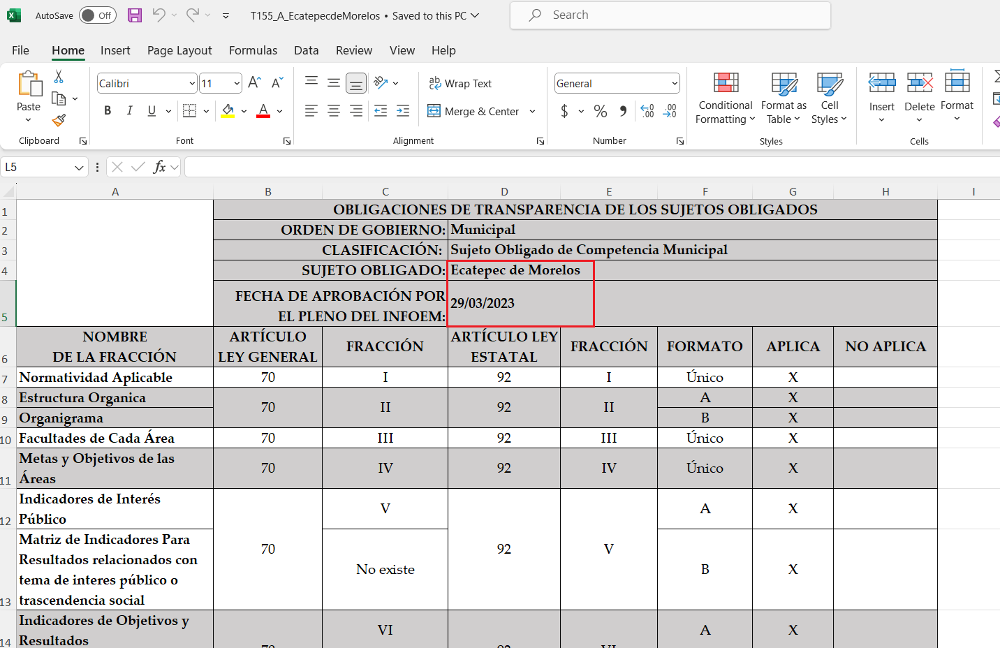 AutoSave Off T155_A_EcatepecdeMorelos • Saved to this PC Search
File Home Insert Page Layout Formulas Data Review View Help
Paste Calibri 11 Wrap Text General Conditional Formatting Format as Table Cell Styles Insert Delete Format
B I U A Merge & Center $ %
Clipboard Font Alignment Number Styles Cells
L5 fx
A B C D E F G H I
1 OBLIGACIONES DE TRANSPARENCIA DE LOS SUJETOS OBLIGADOS
2 ORDEN DE GOBIERNO: Municipal
3 CLASIFICACIÓN: Sujeto Obligado de Competencia Municipal
4 SUJETO OBLIGADO: Ecatepec de Morelos
FECHA DE APROBACIÓN POR
5 EL PLENO DEL INFOEM: 29/03/2023
NOMBRE ARTÍCULO FRACCIÓN ARTÍCULO LEY FRACCIÓN FORMATO APLICA NO APLICA
6 DE LA FRACCIÓN LEY GENERAL ESTATAL
7 Normatividad Aplicable 70 I 92 I Único X
8 Estructura Organica 70 II 92 II A X
9 Organigrama B X
10 Facultades de Cada Área 70 III 92 III Único X
Metas y Objetivos de las
11 Áreas 70 IV 92 IV Único X
Indicadores de Interés
12 Público V A X
Matriz de Indicadores Para
Resultados relacionados con 70 92 V
tema de interes público o No existe B X
13 trascendencia social
Indicadores de Objetivos y
14 Resultados VI A X
70 92 VI